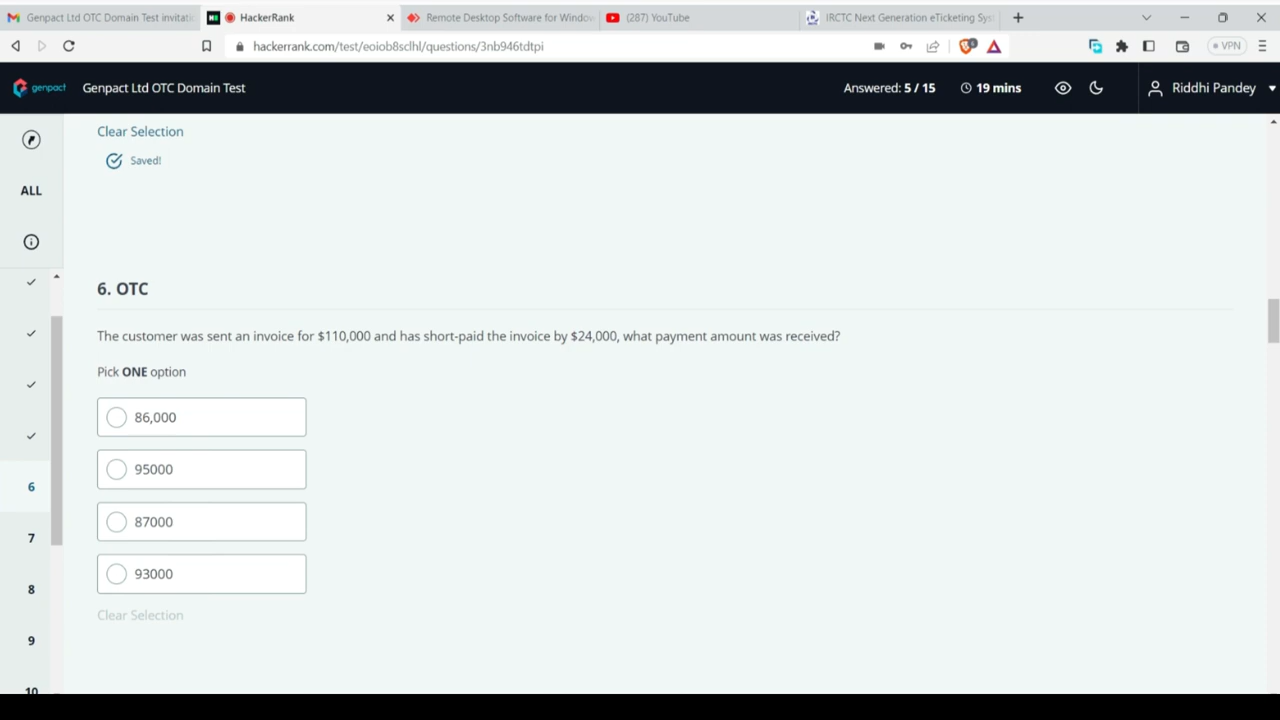 Genpact Ltd OTC Domain Test invitati
HackerRank
Remote Desktop Software for Window
(287) YouTube
IRCTC Next Generation eTicketing Sys
hackerrank.com/test/eoiob8sclhl/questions/3nb946tdtpi
VPN
genpact
Genpact Ltd OTC Domain Test
Answered: 5 / 15
19 mins
Riddhi Pandey
Clear Selection
Saved!
ALL
6. OTC
The customer was sent an invoice for $110,000 and has short-paid the invoice by $24,000, what payment amount was received?
Pick ONE option
86,000
95000
87000
93000
Clear Selection
6
7
8
9
10